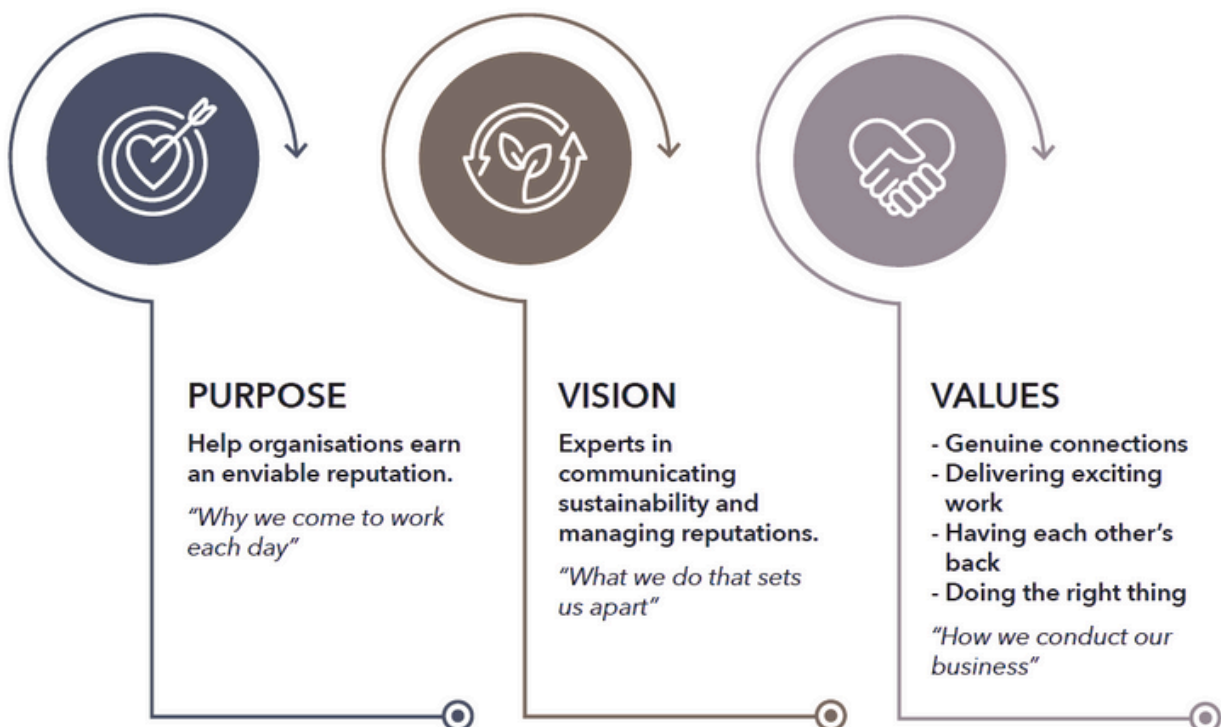 PURPOSE
Help organisations earn
an enviable reputation.
“Why we come to work
each day”
VISION
Experts in
communicating
sustainability and
managing reputations.
“What we do that sets
us apart”
VALUES
- Genuine connections
- Delivering exciting
work
- Having each other’s
back
- Doing the right thing
“How we conduct our
business”